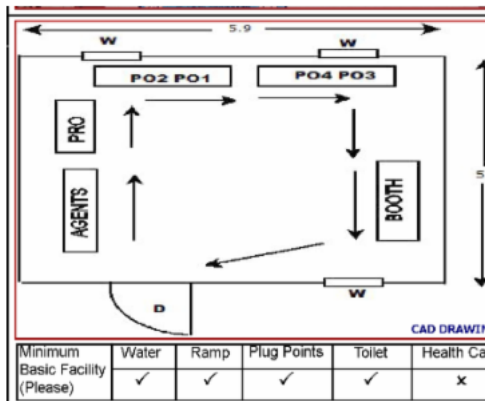 5.9
W
W
PO2 PO1
PO4 PO3
PRO
AGENTS
BOOTH
5
W
D
CAD DRAWIN
Minimum Basic Facility (Please)
Water
Ramp
Plug Points
Toilet
Health Ca
✓ ✓ ✓ ✓ x